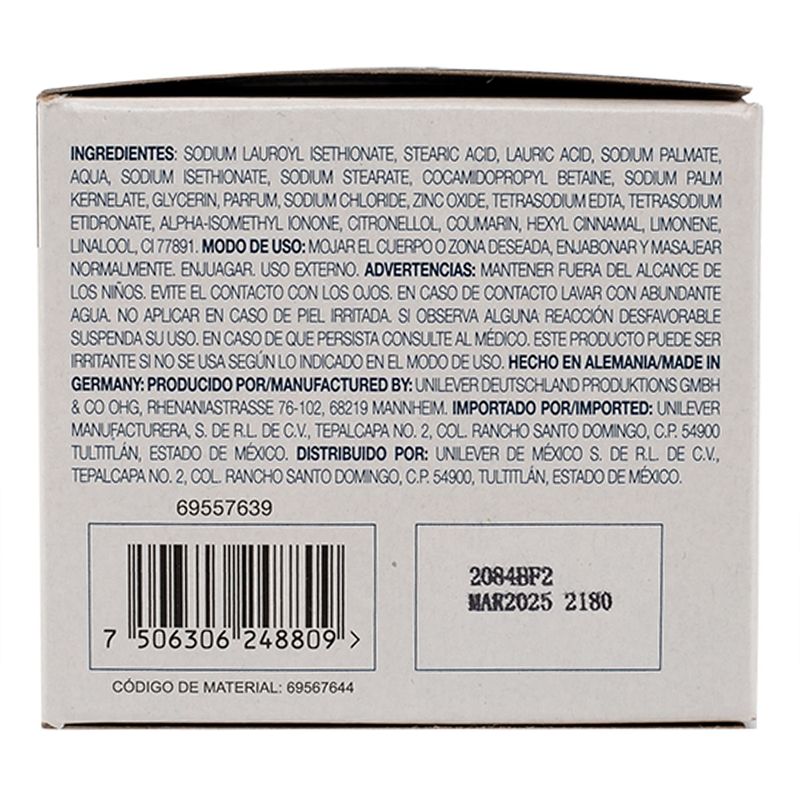 INGREDIENTES: SODIUM LAUROYL ISETHIONATE, STEARIC ACID, LAURIC ACID, SODIUM PALMATE,
AQUA, SODIUM ISETHIONATE, SODIUM STEARATE, COCAMIDOPROPYL BETAINE, SODIUM PALM
KERNELATE, GLYCERIN, PARFUM, SODIUM CHLORIDE, ZINC OXIDE, TETRASODIUM EDTA, TETRASODIUM
ETIDRONATE, ALPHA-ISOMETHYL IONONE, CITRONELLOL, COUMARIN, HEXYL CINNAMAL, LIMONENE,
LINALOOL, CI 77891. MODO DE USO: MOJAR EL CUERPO O ZONA DESEADA, ENJABONAR Y MASAJEAR
NORMALMENTE. ENJUAGAR. USO EXTERNO. ADVERTENCIAS: MANTENER FUERA DEL ALCANCE DE
LOS NIÑOS. EVITE EL CONTACTO CON LOS OJOS. EN CASO DE CONTACTO LAVAR CON ABUNDANTE
AGUA. NO APLICAR EN CASO DE PIEL IRRITADA. SI OBSERVA ALGUNA REACCIÓN DESFAVORABLE
SUSPENDA SU USO. EN CASO DE QUE PERSISTA CONSULTE AL MÉDICO. ESTE PRODUCTO PUEDE SER
IRRITANTE SI NO SE USA SEGÚN LO INDICADO EN EL MODO DE USO. HECHO EN ALEMANIA/MADE IN
GERMANY: PRODUCIDO POR/MANUFACTURED BY: UNILEVER DEUTSCHLAND PRODUKTIONS GMBH
& CO OHG, RHENANIASTRASSE 76-102, 68219 MANNHEIM. IMPORTADO POR/IMPORTED: UNILEVER
MANUFACTURERA, S. DE R.L. DE C.V., TEPALCAPA NO. 2, COL. RANCHO SANTO DOMINGO, C.P. 54900
TULTITLÁN, ESTADO DE MÉXICO. DISTRIBUIDO POR: UNILEVER DE MÉXICO S. DE R.L. DE C.V.,
TEPALCAPA NO. 2, COL. RANCHO SANTO DOMINGO, C.P. 54900, TULTITLÁN, ESTADO DE MÉXICO.
69557639
7 506306 248809 >
2084BF2
MAR2025 2180
CÓDIGO DE MATERIAL: 69567644